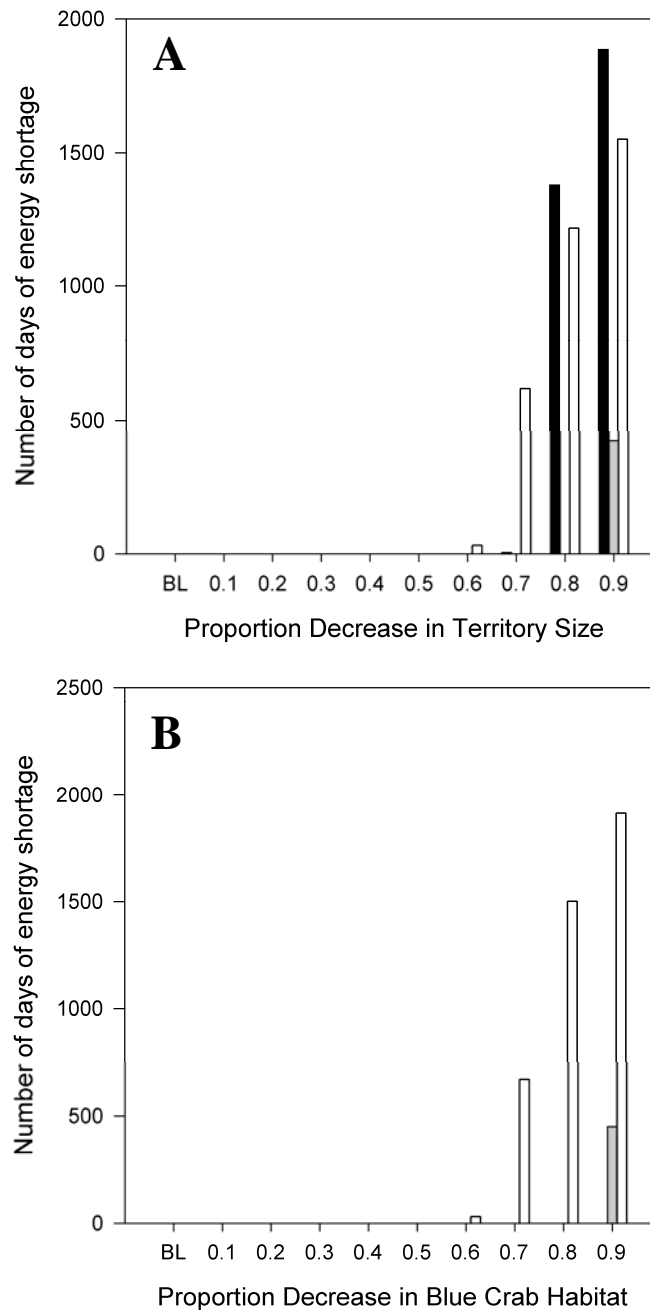 A
Number of days of energy shortage
2000
1500
1000
500
0
BL 0.1 0.2 0.3 0.4 0.5 0.6 0.7 0.8 0.9
Proportion Decrease in Territory Size
B
Number of days of energy shortage
2500
2000
1500
1000
500
0
BL 0.1 0.2 0.3 0.4 0.5 0.6 0.7 0.8 0.9
Proportion Decrease in Blue Crab Habitat